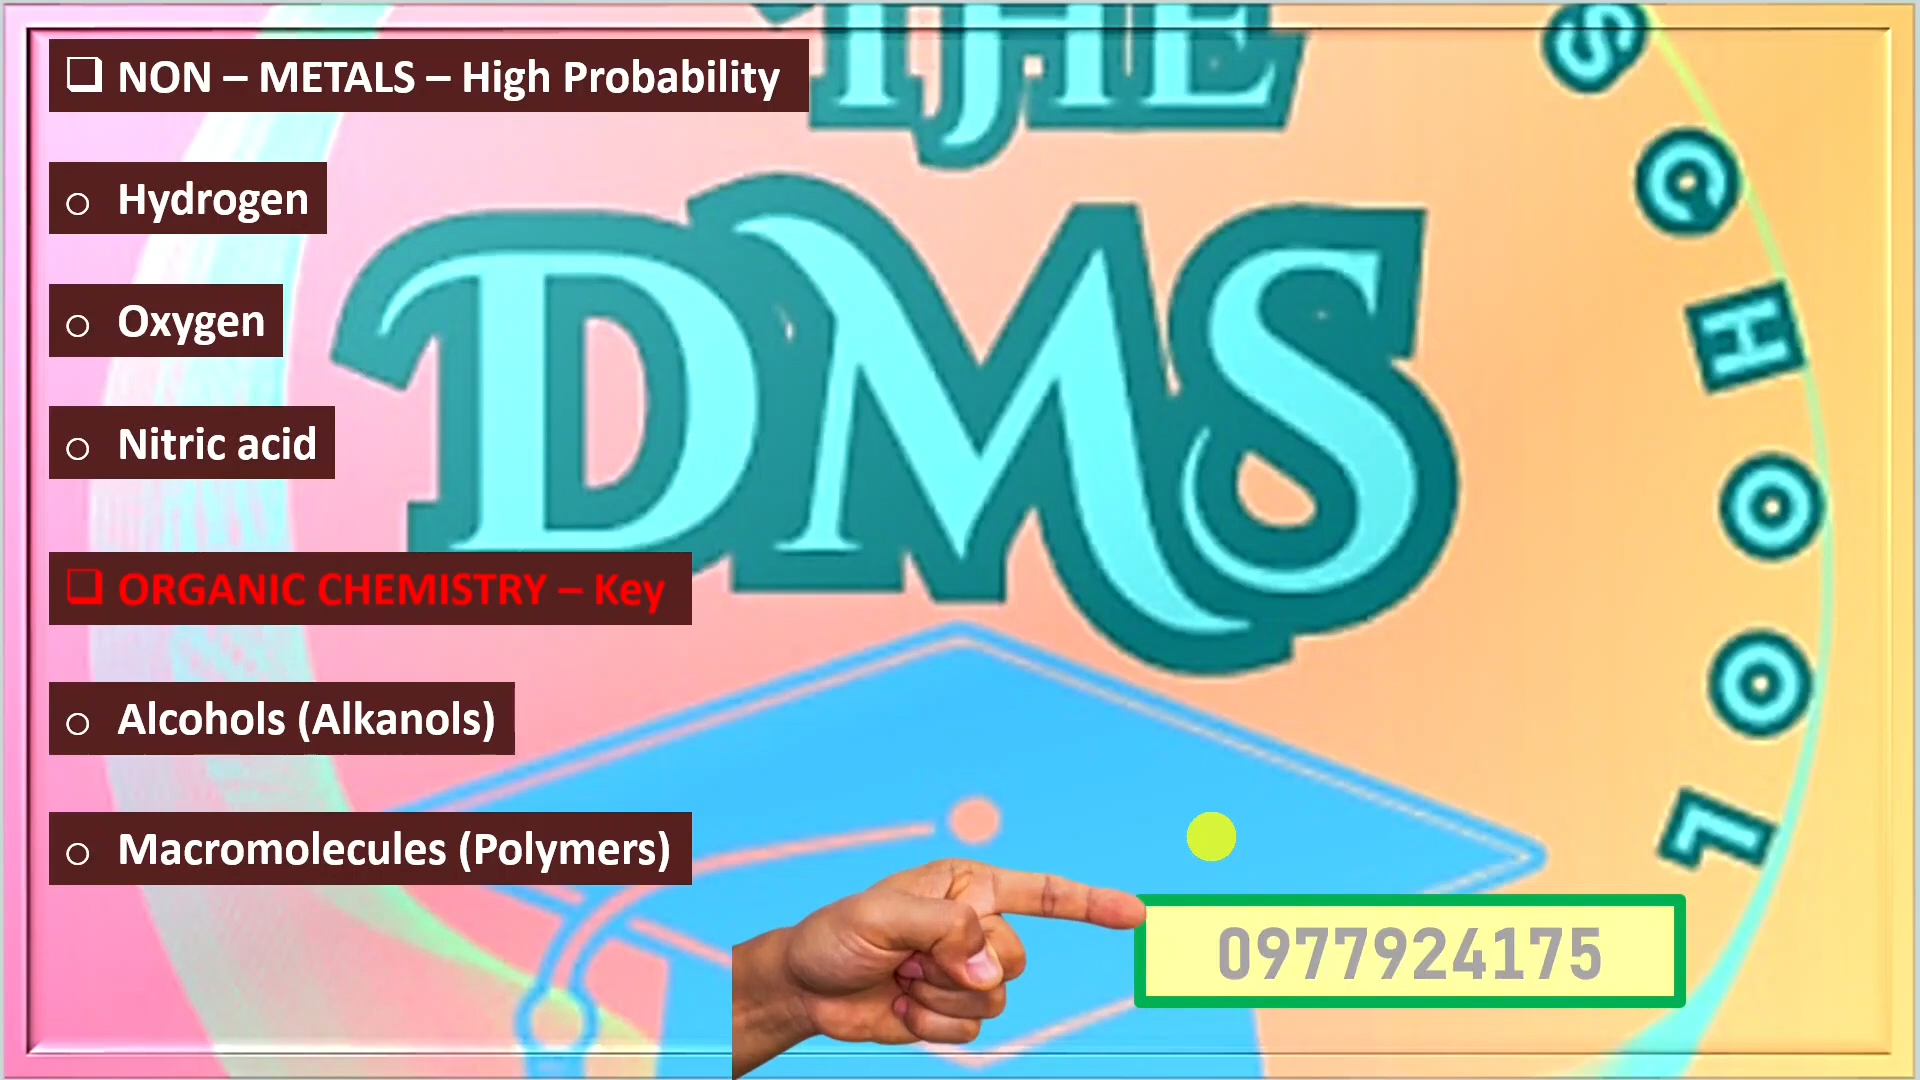 THE
DMS
SCHOOL
❑ NON – METALS – High Probability
o Hydrogen
o Oxygen
o Nitric acid
❑ ORGANIC CHEMISTRY – Key
o Alcohols (Alkanols)
o Macromolecules (Polymers)
0977924175